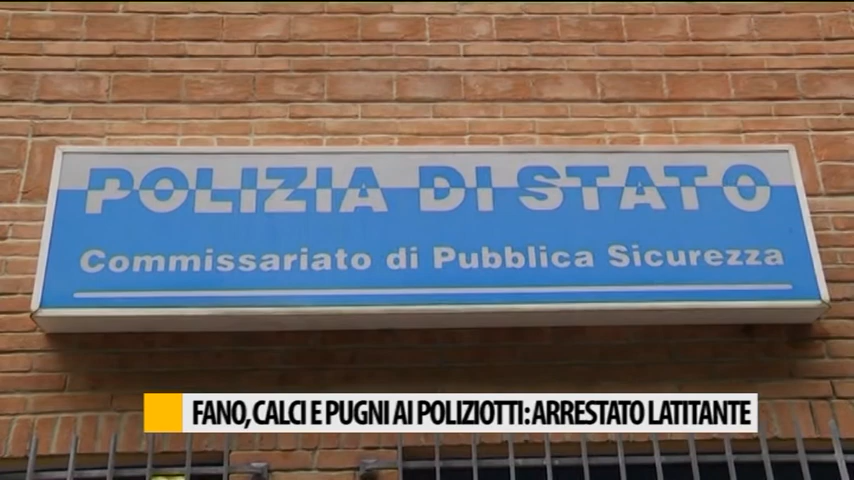 POLIZIA DI STATO
Commissariato di Pubblica Sicurezza
FANO, CALCI E PUGNI AI POLIZIOTTI: ARRESTATO LATITANTE